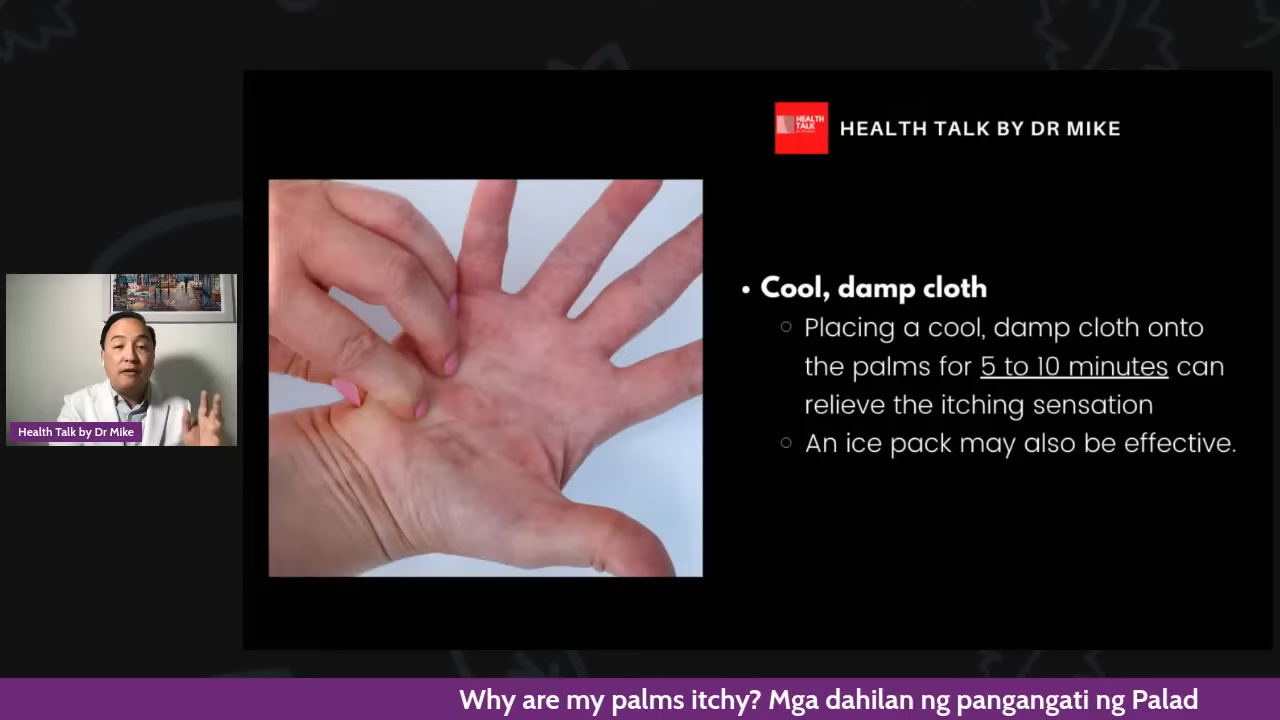 HEALTH
TALK
HEALTH TALK BY DR MIKE
• Cool, damp cloth
○ Placing a cool, damp cloth onto
the palms for 5 to 10 minutes can
relieve the itching sensation
○ An ice pack may also be effective.
Health Talk by Dr Mike
Why are my palms itchy? Mga dahilan ng pangangati ng Palad